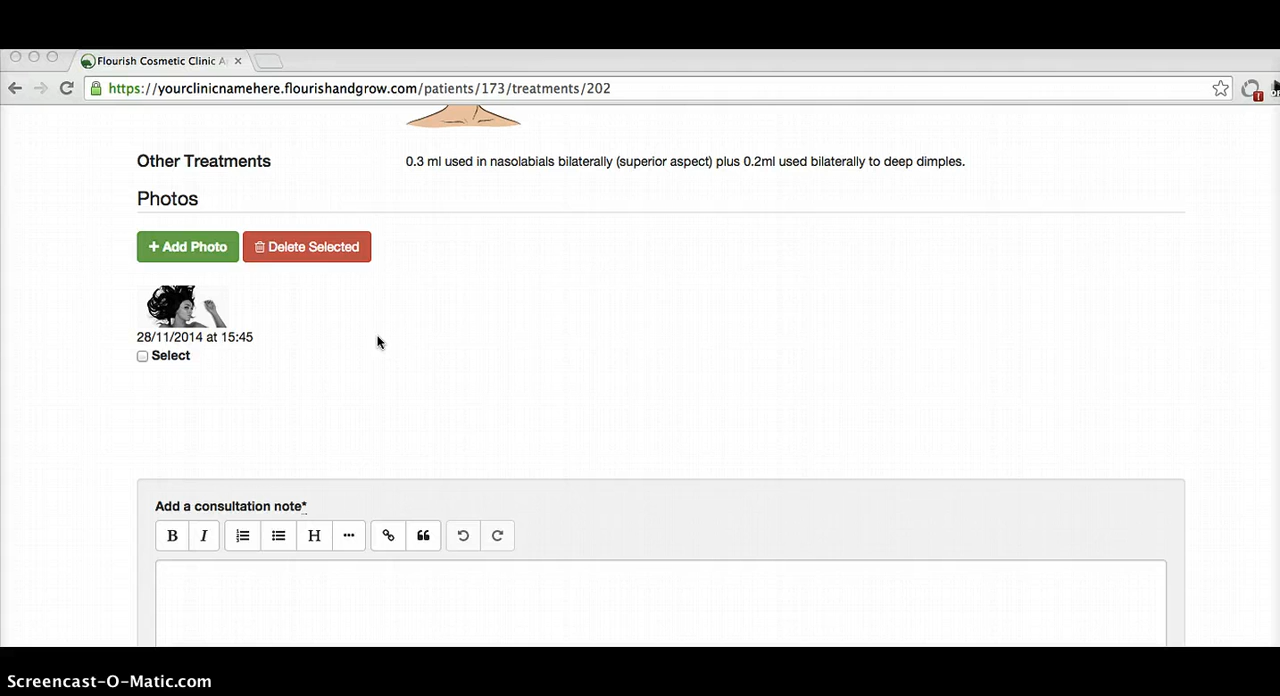 Flourish Cosmetic Clinic A
https://yourclinicnamehere.flourishandgrow.com/patients/173/treatments/202
Other Treatments
0.3 ml used in nasolabials bilaterally (superior aspect) plus 0.2ml used bilaterally to deep dimples.
Photos
+ Add Photo
Delete Selected
28/11/2014 at 15:45
Select
Add a consultation note*
B I H
Screencast-O-Matic.com